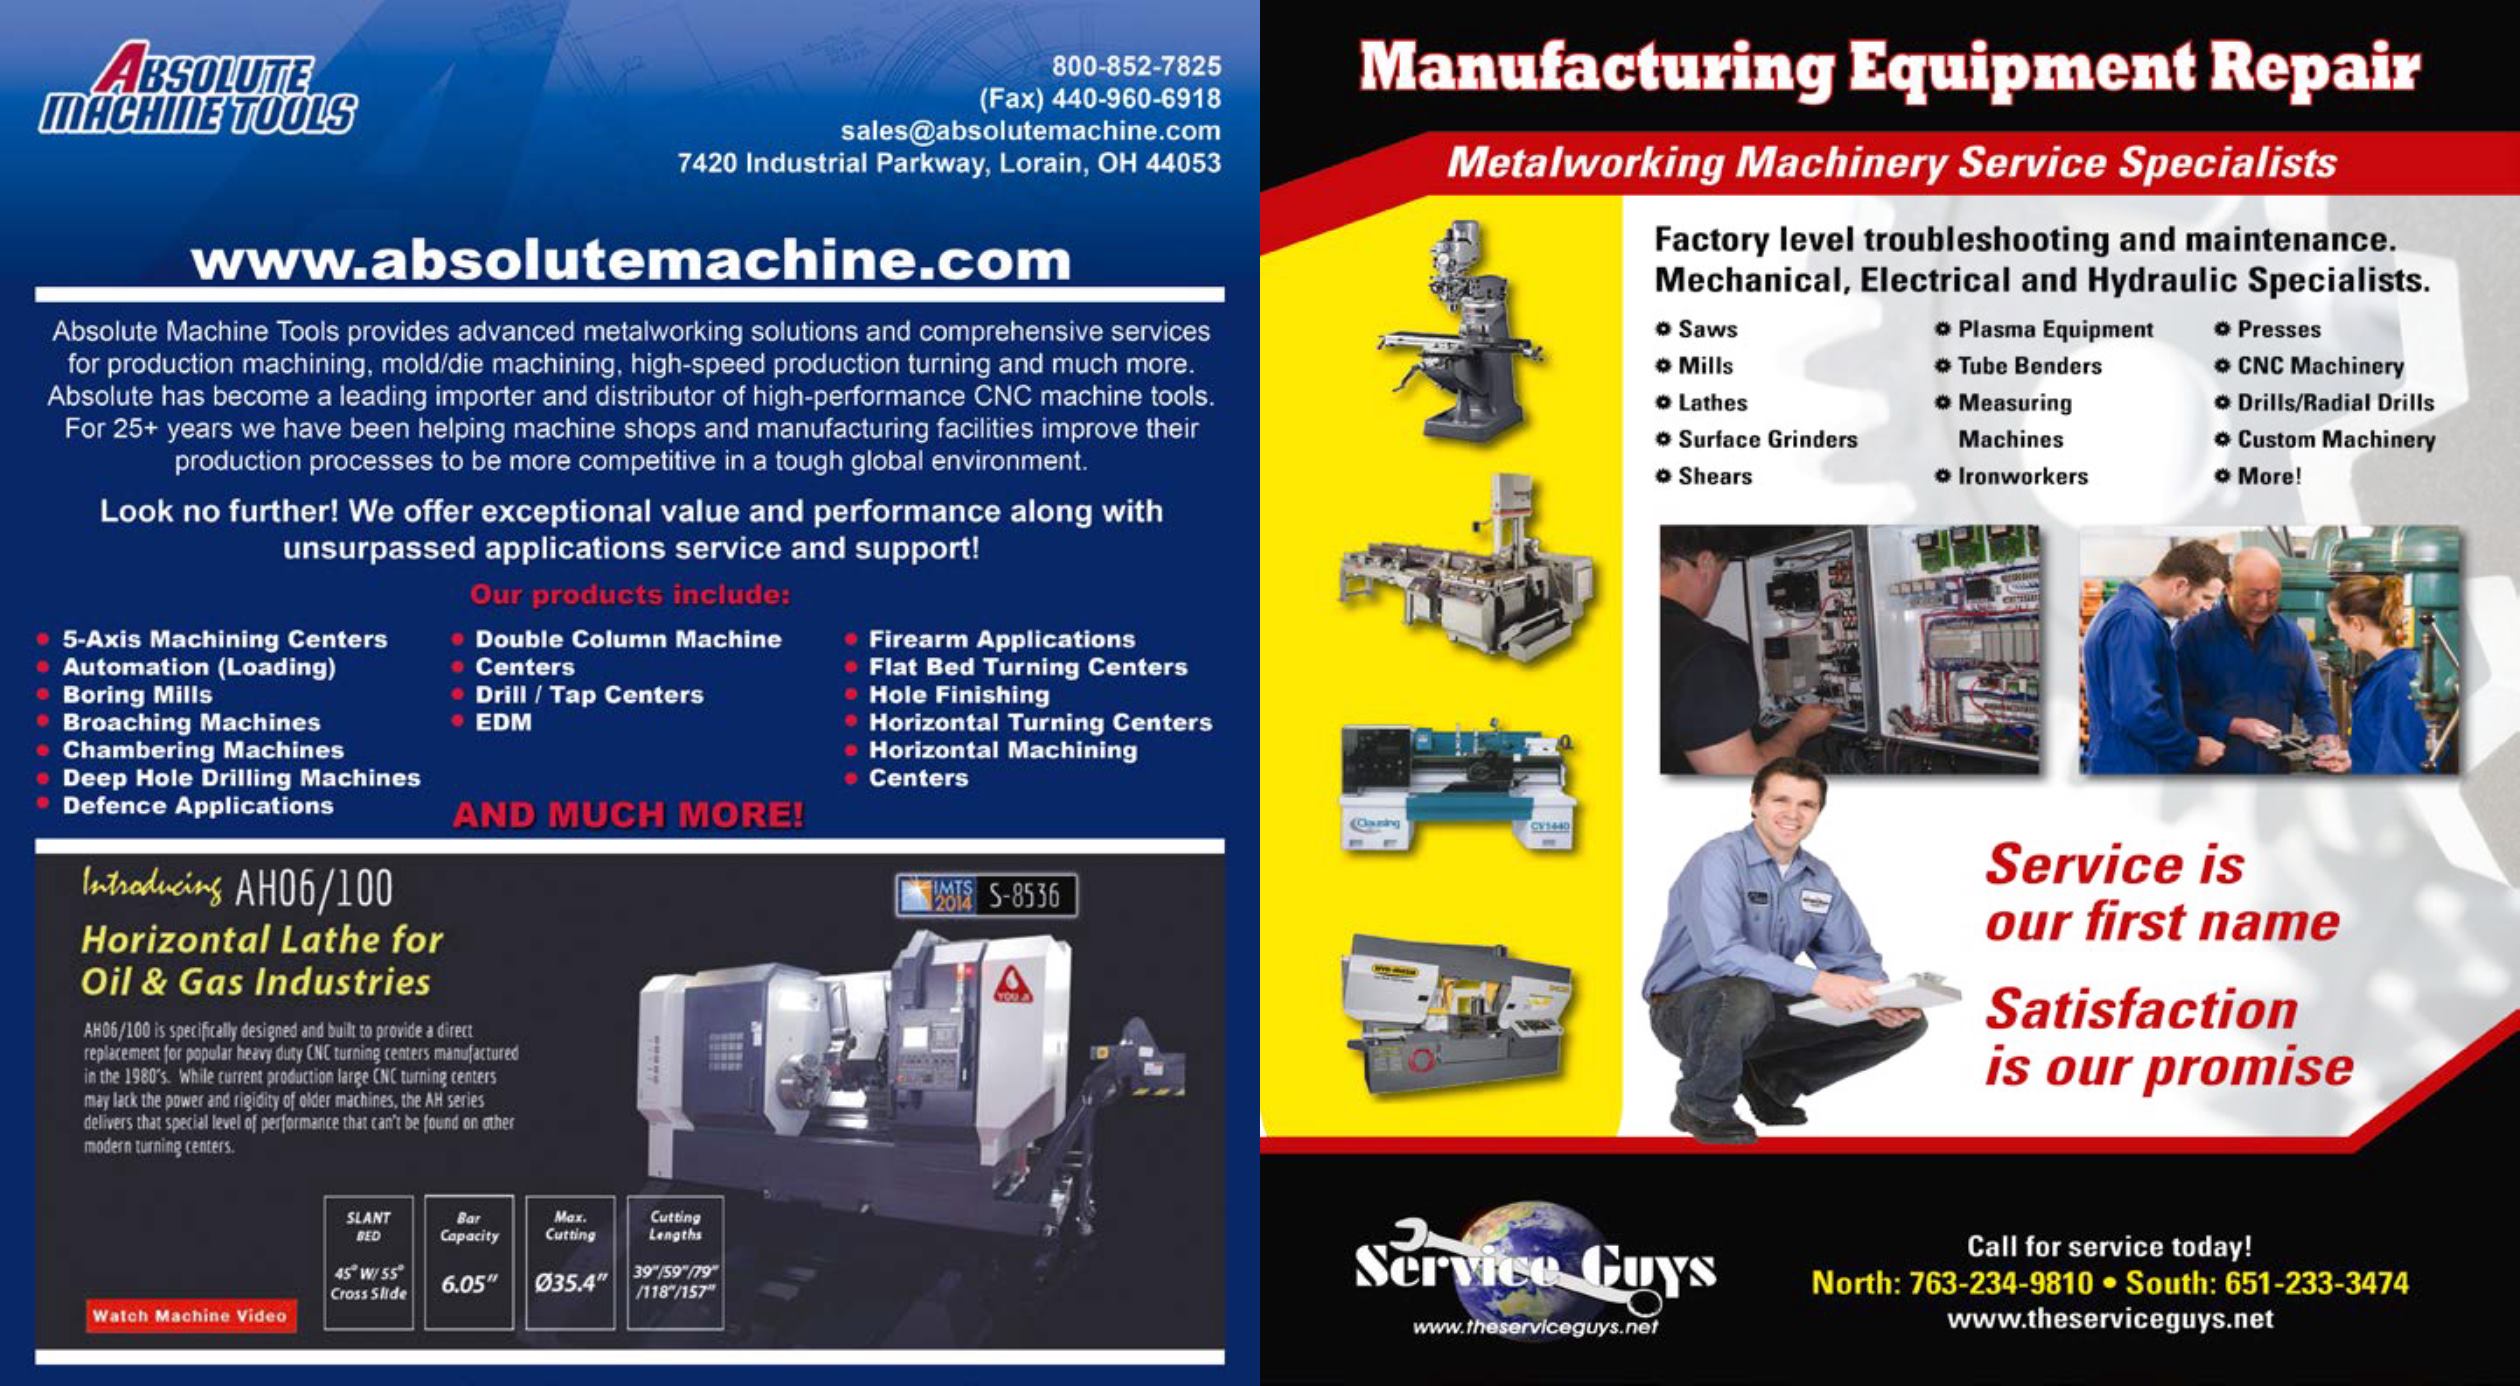 ABSOLUTE
MACHINE TOOLS
800-852-7825
(Fax) 440-960-6918
sales@absolutemachine.com
7420 Industrial Parkway, Lorain, OH 44053
www.absolutemachine.com
Absolute Machine Tools provides advanced metalworking solutions and comprehensive services
for production machining, mold/die machining, high-speed production turning and much more.
Absolute has become a leading importer and distributor of high-performance CNC machine tools.
For 25+ years we have been helping machine shops and manufacturing facilities improve their
production processes to be more competitive in a tough global environment.
Look no further! We offer exceptional value and performance along with
unsurpassed applications service and support!
Our products include:
• 5-Axis Machining Centers
• Automation (Loading)
• Boring Mills
• Broaching Machines
• Chambering Machines
• Deep Hole Drilling Machines
• Defence Applications
• Double Column Machine
• Centers
• Drill / Tap Centers
• EDM
• Firearm Applications
• Flat Bed Turning Centers
• Hole Finishing
• Horizontal Turning Centers
• Horizontal Machining
• Centers
AND MUCH MORE!
Introducing AH06/100
Horizontal Lathe for
Oil & Gas Industries
IMTS
2014
S-8536
YOU JI
AH06/100 is specifically designed and built to provide a direct
replacement for popular heavy duty CNC turning centers manufactured
in the 1980's. While current production large CNC turning centers
may lack the power and rigidity of older machines, the AH series
delivers that special level of performance that can't be found on other
modern turning centers.
SLANT
BED
45° W/ 55°
Cross Slide
Bar
Capacity
6.05"
Max.
Cutting
Ø35.4"
Cutting
Lengths
39"/59"/79"
/118"/157"
Watch Machine Video
Manufacturing Equipment Repair
Metalworking Machinery Service Specialists
Factory level troubleshooting and maintenance.
Mechanical, Electrical and Hydraulic Specialists.
Saws
Mills
Lathes
Surface Grinders
Shears
Plasma Equipment
Tube Benders
Measuring
Machines
Ironworkers
Presses
CNC Machinery
Drills/Radial Drills
Custom Machinery
More!
Clausing
CV1440
HYD-MECH
Service is
our first name
Satisfaction
is our promise
Service Guys
www.theserviceguys.net
Call for service today!
North: 763-234-9810 • South: 651-233-3474
www.theserviceguys.net